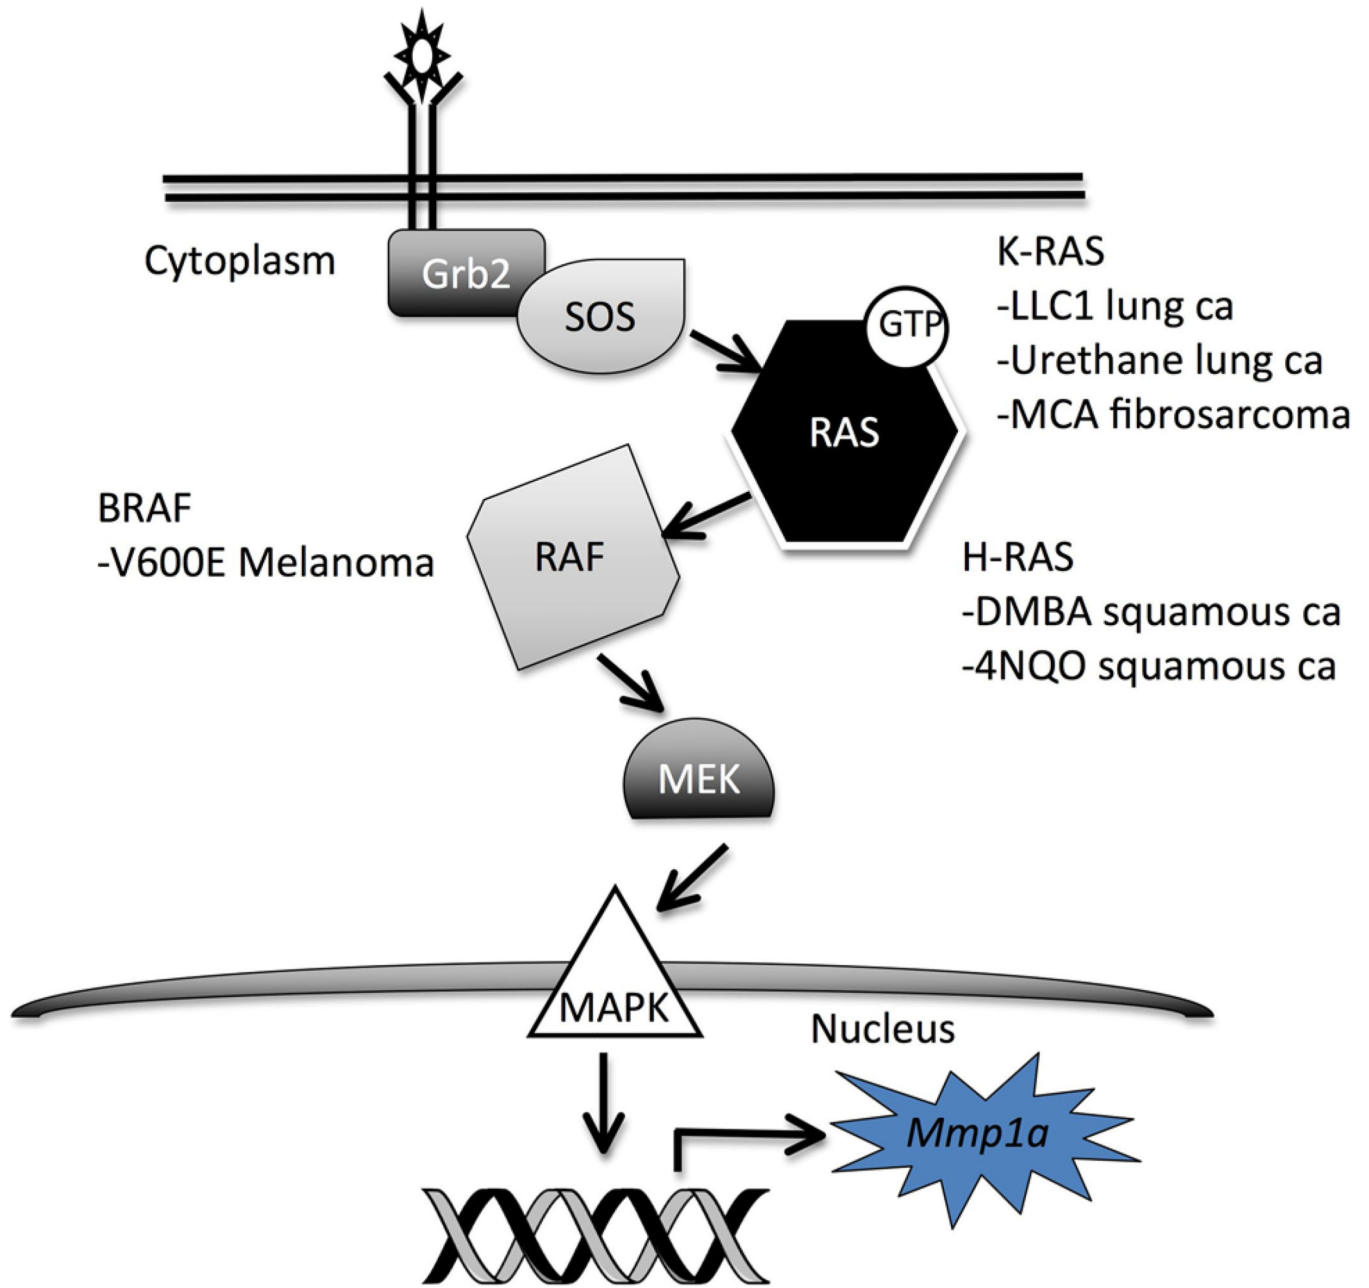 Cytoplasm
Grb2
SOS
GTP
RAS
K-RAS
-LLC1 lung ca
-Urethane lung ca
-MCA fibrosarcoma
BRAF
-V600E Melanoma
RAF
H-RAS
-DMBA squamous ca
-4NQO squamous ca
MEK
MAPK
Nucleus
Mmp1a